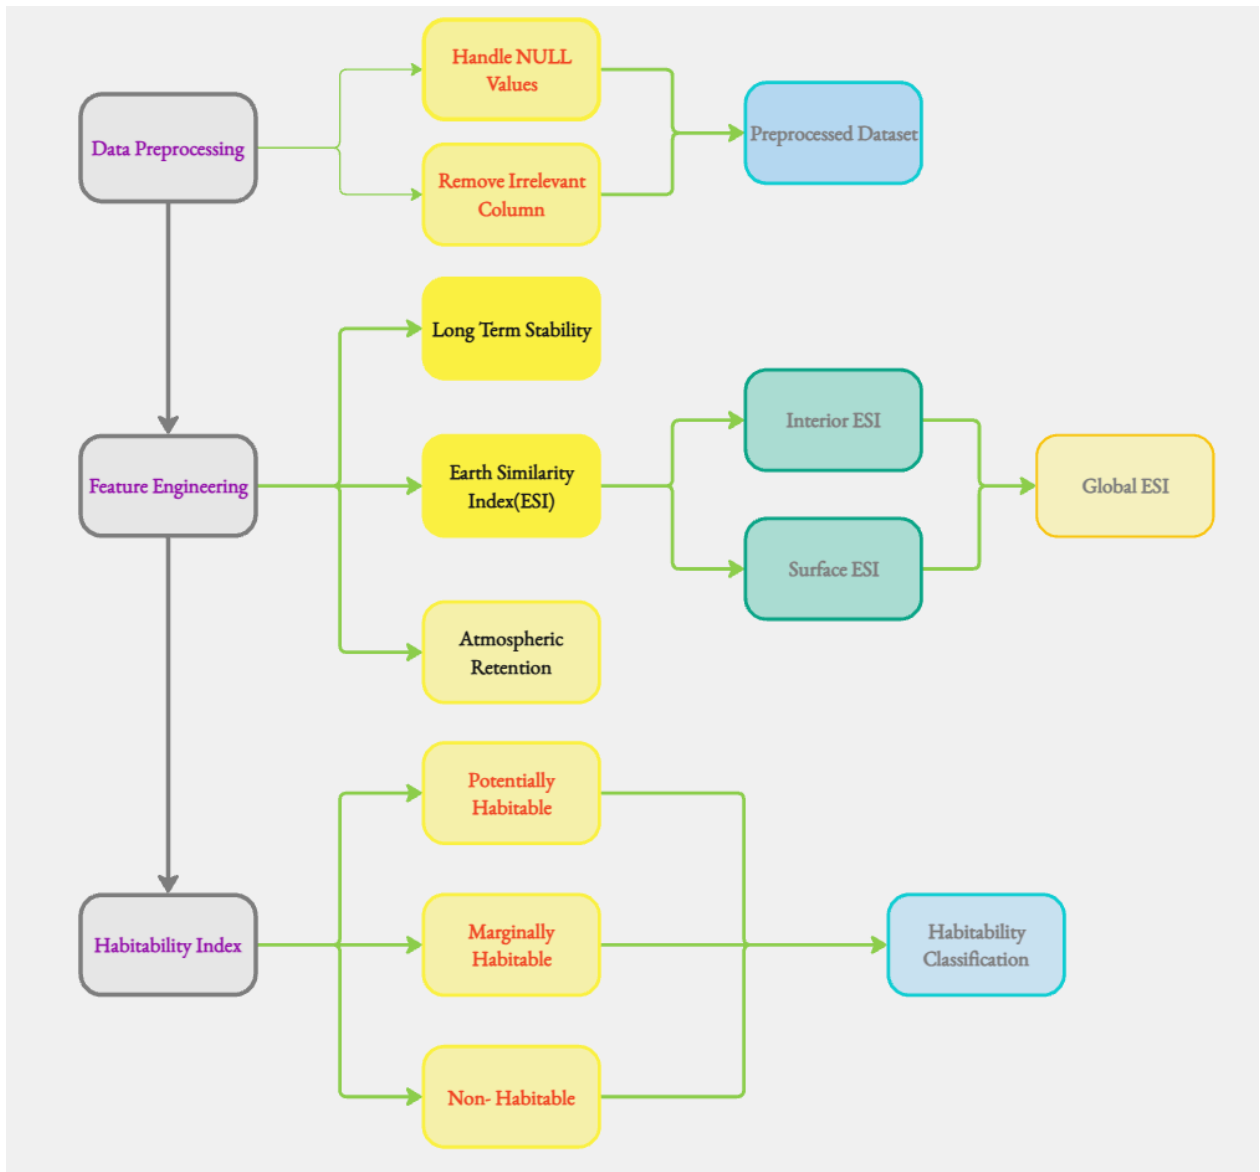 Handle NULL
Values
Data Preprocessing
Preprocessed Dataset
Remove Irrelevant
Column
Long Term Stability
Interior ESI
Feature Engineering
Earth Similarity
Index(ESI)
Global ESI
Surface ESI
Atmospheric
Retention
Potentially
Habitable
Habitability Index
Marginally
Habitable
Habitability
Classification
Non- Habitable